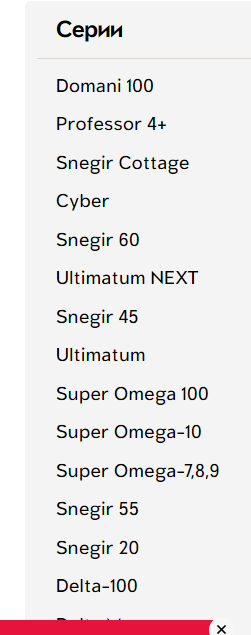 Серии
Domani 100
Professor 4+
Snegir Cottage
Cyber
Snegir 60
Ultimatum NEXT
Snegir 45
Ultimatum
Super Omega 100
Super Omega-10
Super Omega-7,8,9
Snegir 55
Snegir 20
Delta-100